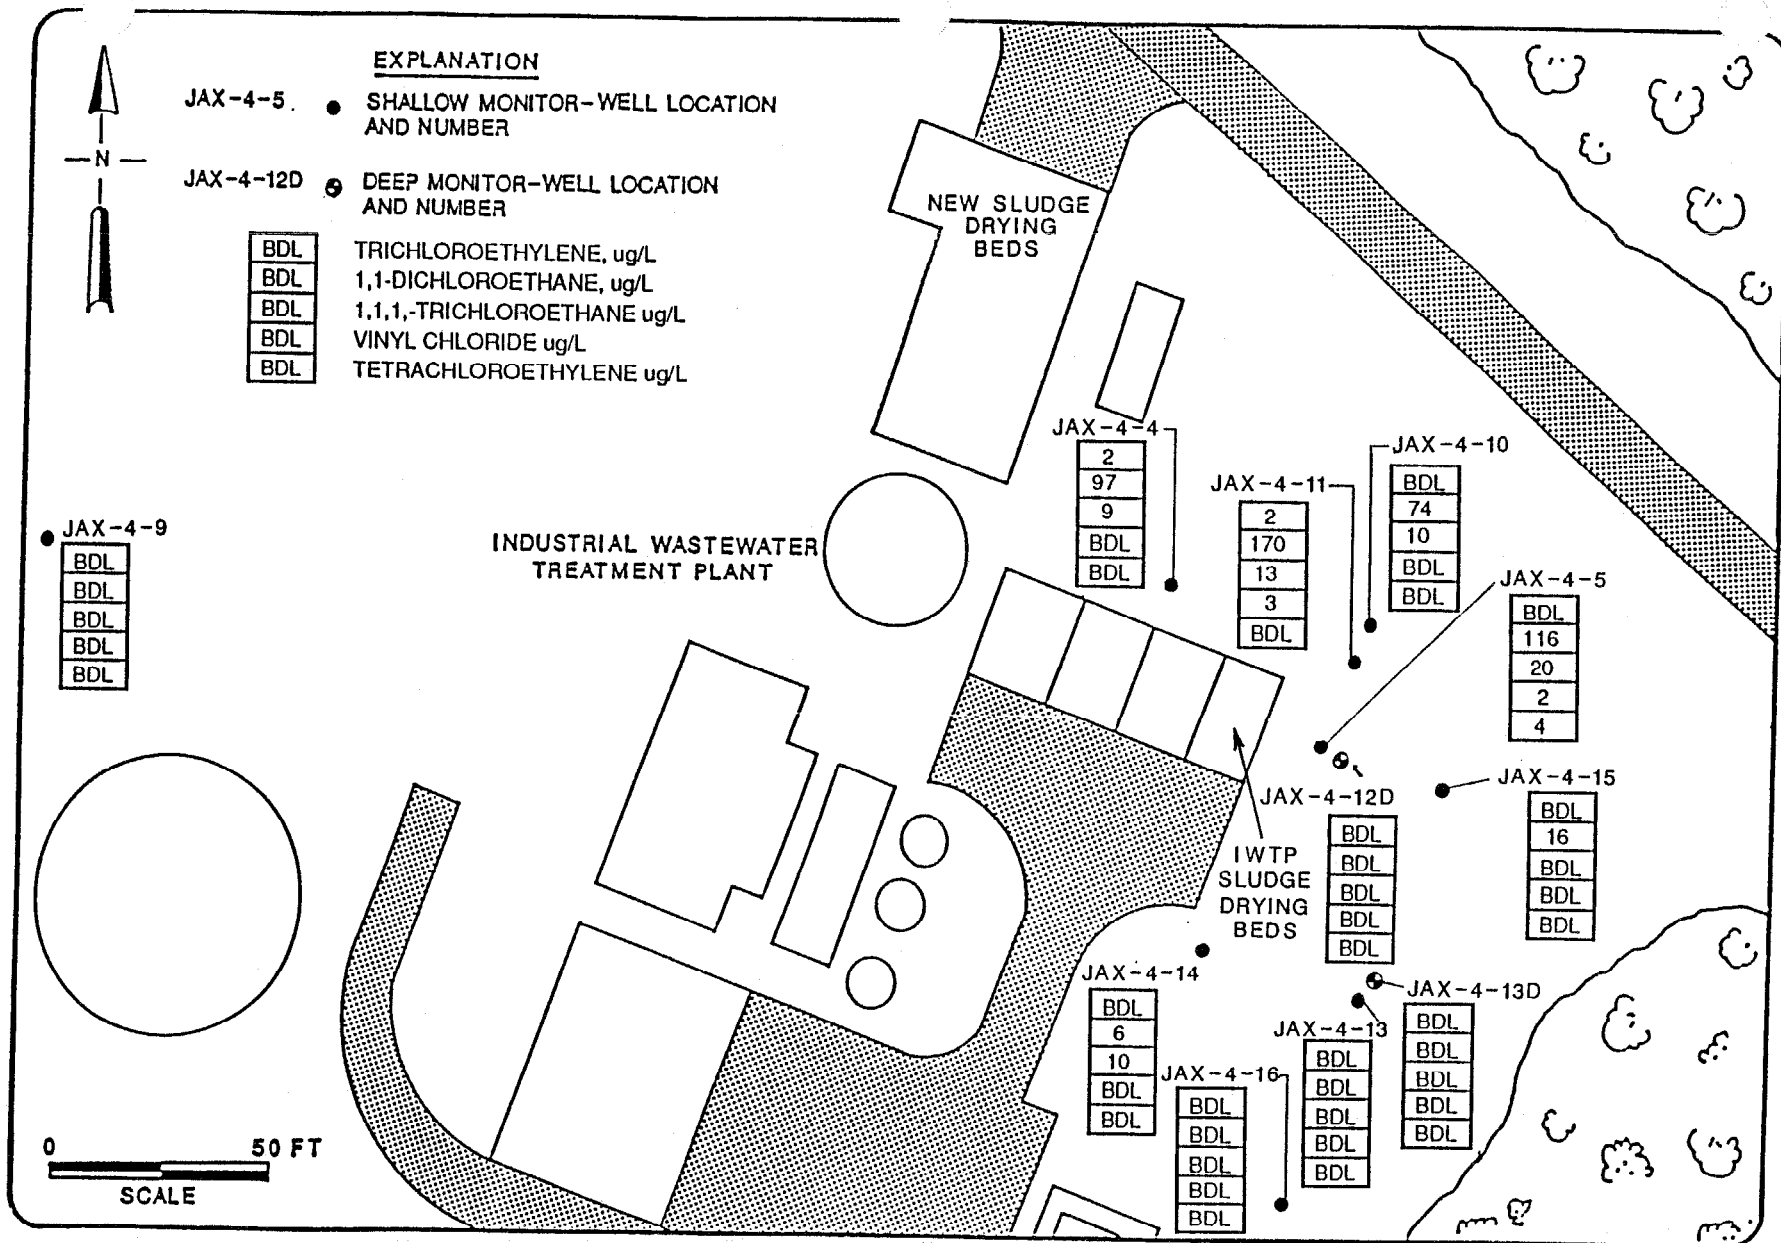 EXPLANATION
JAX-4-5.
SHALLOW MONITOR-WELL LOCATION
AND NUMBER
N
JAX-4-12D
DEEP MONITOR-WELL LOCATION
AND NUMBER
BDL TRICHLOROETHYLENE, ug/L
BDL 1,1-DICHLOROETHANE, ug/L
BDL 1,1,1,-TRICHLOROETHANE ug/L
BDL VINYL CHLORIDE ug/L
BDL TETRACHLOROETHYLENE ug/L
NEW SLUDGE
DRYING
BEDS
JAX-4-4
2
97
9
BDL
BDL
JAX-4-11
2
170
13
3
BDL
JAX-4-10
BDL
74
10
BDL
BDL
JAX-4-9
BDL
BDL
BDL
BDL
BDL
INDUSTRIAL WASTEWATER
TREATMENT PLANT
JAX-4-5
BDL
116
20
2
4
JAX-4-15
BDL
16
BDL
BDL
BDL
JAX-4-12D
BDL
BDL
BDL
BDL
BDL
IWTP
SLUDGE
DRYING
BEDS
JAX-4-14
BDL
6
10
BDL
BDL
JAX-4-13D
BDL
BDL
BDL
BDL
BDL
JAX-4-13
BDL
BDL
BDL
BDL
BDL
JAX-4-16
BDL
BDL
BDL
BDL
BDL
0 50 FT
SCALE